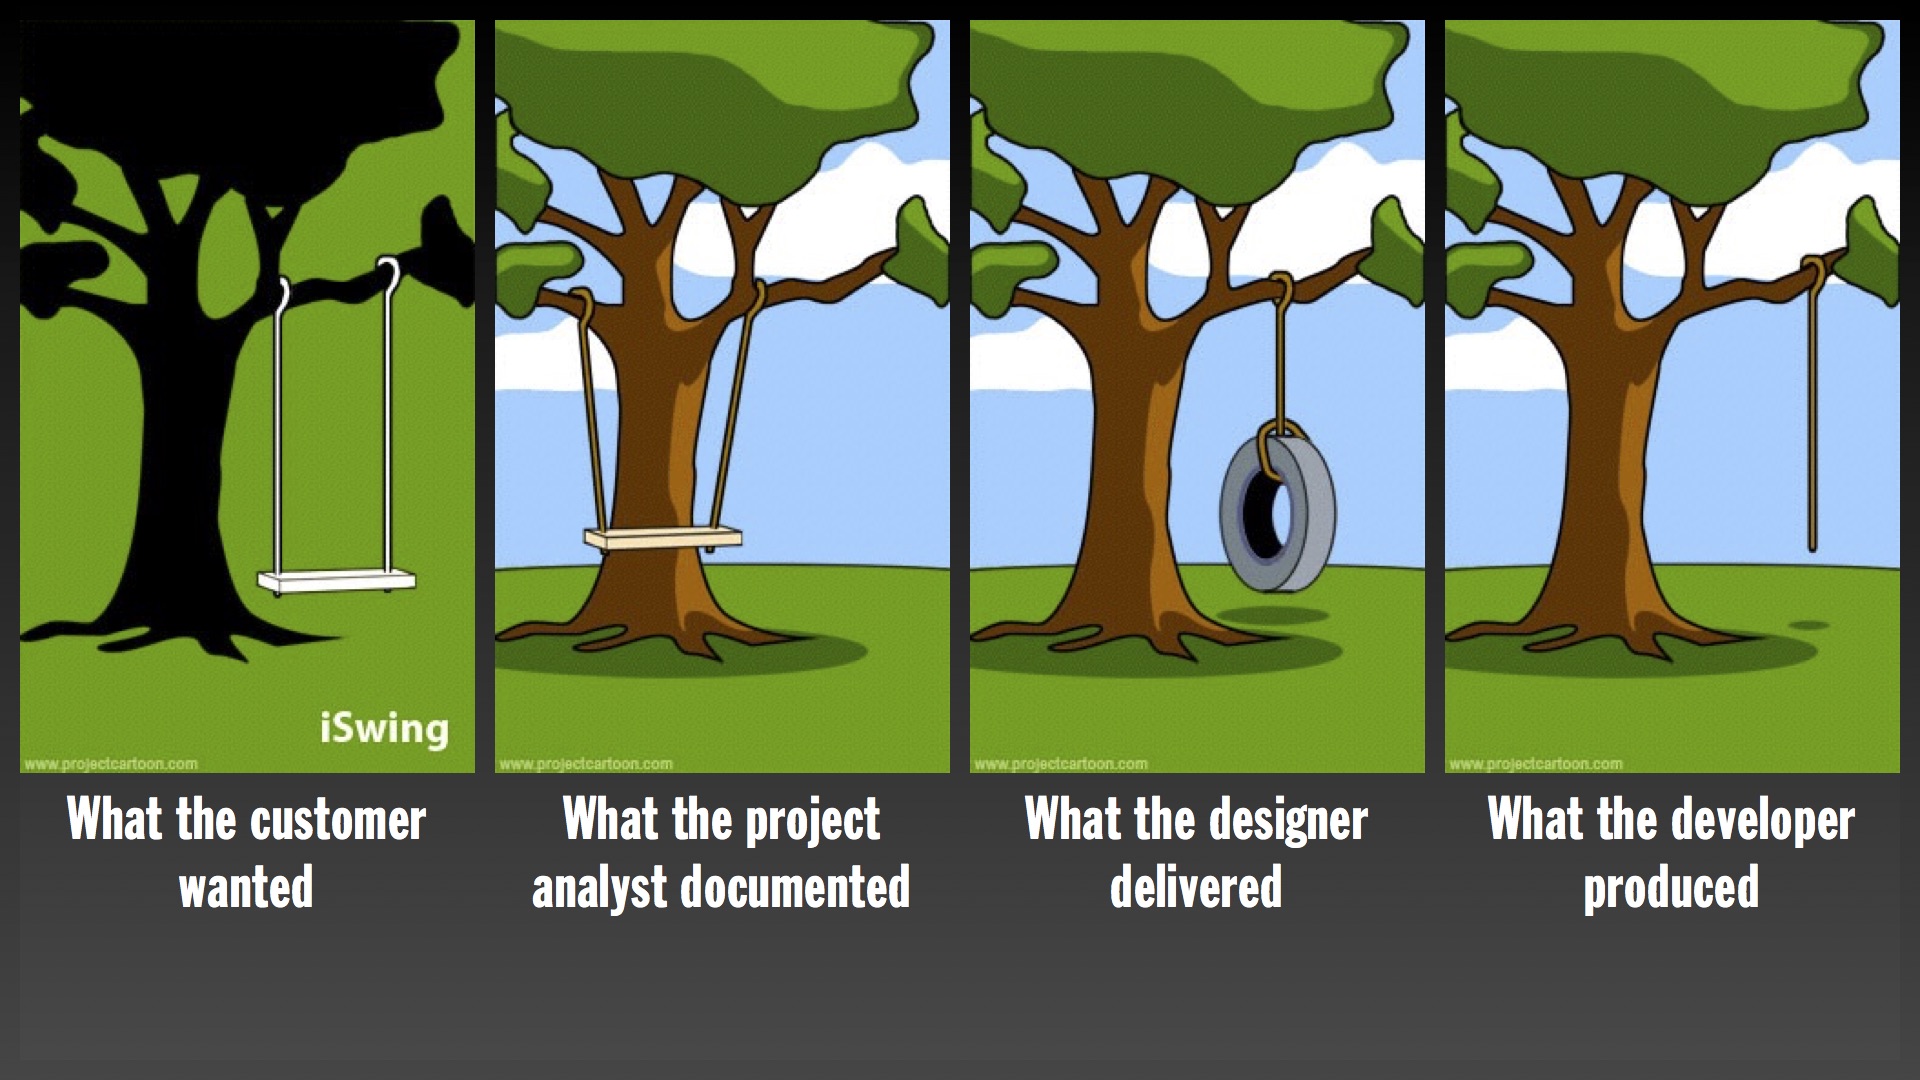 iSwing
www.projectcartoon.com
www.projectcartoon.com
www.projectcartoon.com
www.projectcartoon.com
What the customer
wanted
What the project
analyst documented
What the designer
delivered
What the developer
produced